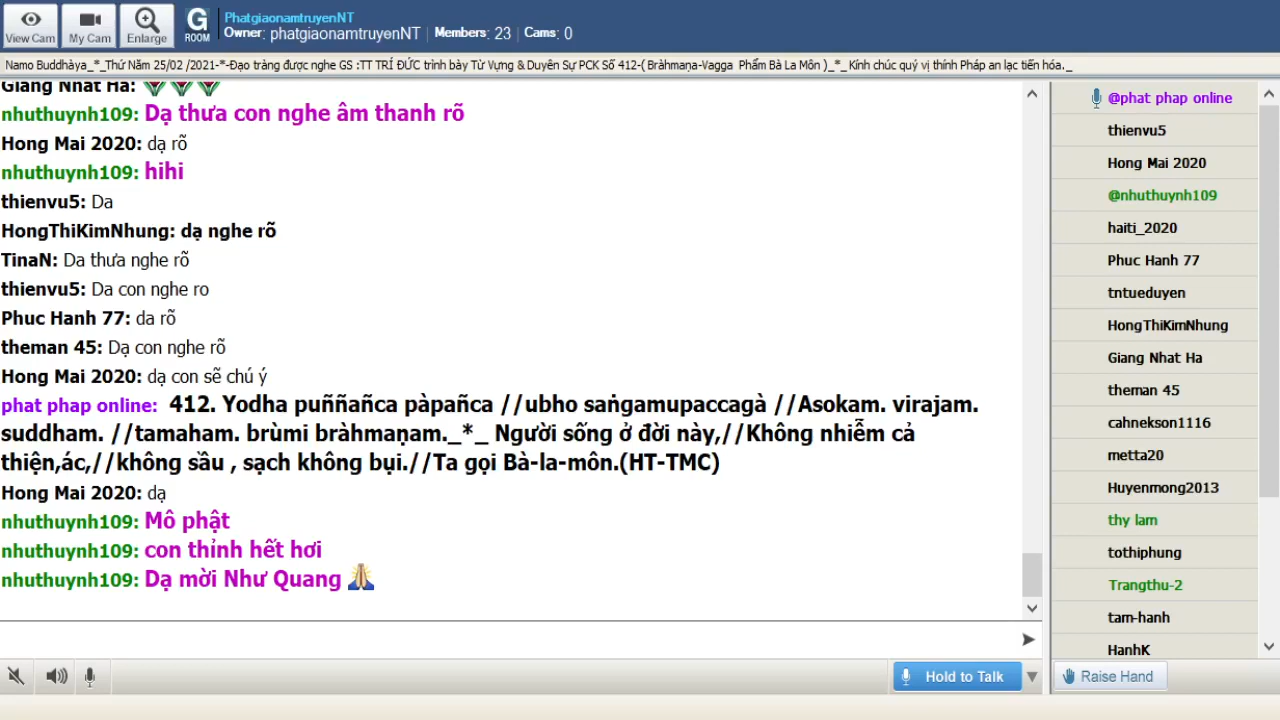 View Cam
My Cam
Enlarge
G
ROOM
PhatgiaonamtruyenNT
Owner: phatgiaonamtruyenNT | Members: 23 | Cams: 0
Namo Buddhàya_*_Thứ Năm 25/02 /2021-*-Đạo tràng được nghe GS :TT TRÍ ĐỨC trình bày Từ Vựng & Duyên Sự PCK Số 412-( Bràhmaṇa-Vagga Phẩm Bà La Môn )_*_ Kính chúc quý vị thính Pháp an lạc tiến hóa._
Giang Nhat Ha:
nhuthuynh109: Dạ thưa con nghe âm thanh rõ
Hong Mai 2020: dạ rõ
nhuthuynh109: hihi
thienvu5: Da
HongThiKimNhung: dạ nghe rõ
TinaN: Da thưa nghe rõ
thienvu5: Da con nghe ro
Phuc Hanh 77: da rõ
theman 45: Dạ con nghe rõ
Hong Mai 2020: dạ con sẽ chú ý
phat phap online: 412. Yodha puññañca pàpañca //ubho saṅgamupaccagà //Asokam. virajam.
suddham. //tamaham. brùmi bràhmaṇam._*_ Người sống ở đời này,//Không nhiễm cả
thiện,ác,//không sầu , sạch không bụi.//Ta gọi Bà-la-môn.(HT-TMC)
Hong Mai 2020: dạ
nhuthuynh109: Mô phật
nhuthuynh109: con thỉnh hết hơi
nhuthuynh109: Dạ mời Như Quang
@phat phap online
thienvu5
Hong Mai 2020
@nhuthuynh109
haiti_2020
Phuc Hanh 77
tntueduyen
HongThiKimNhung
Giang Nhat Ha
theman 45
cahnekson1116
metta20
Huyenmong2013
thy lam
tothiphung
Trangthu-2
tam-hanh
HanhK
Hold to Talk
Raise Hand